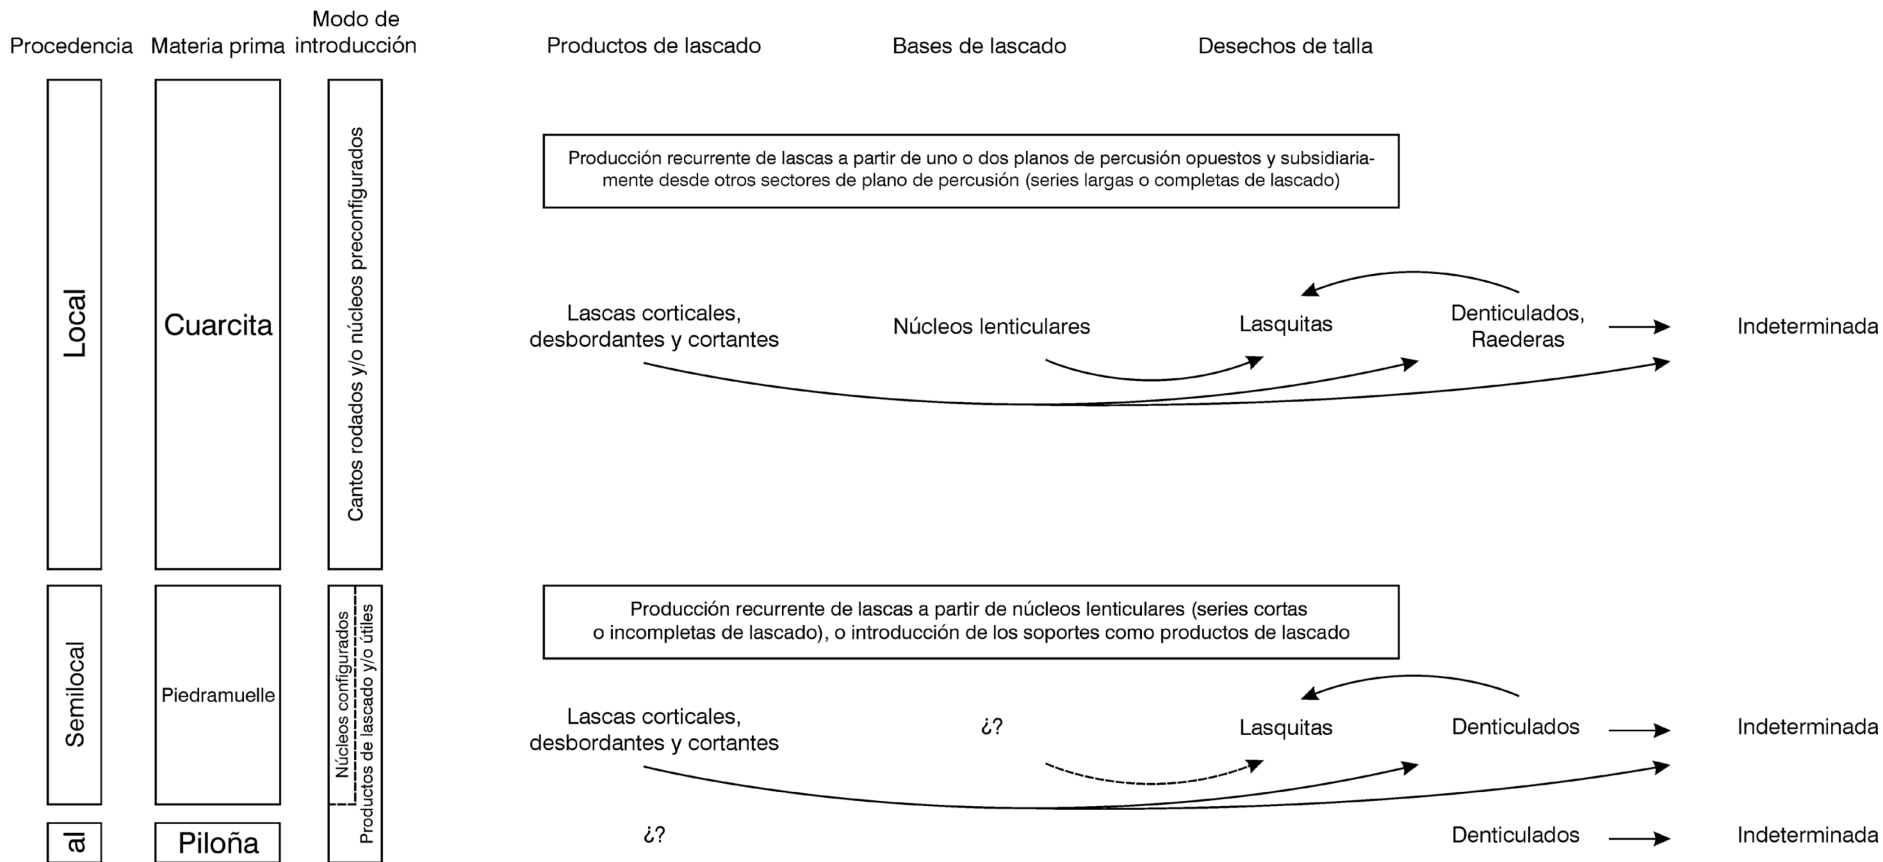 Procedencia
Materia prima
Modo de
introducción
Productos de lascado
Bases de lascado
Desechos de talla
Local
Cuarcita
Cantos rodados y/o núcleos preconfigurados
Producción recurrente de lascas a partir de uno o dos planos de percusión opuestos y subsidiaria-
mente desde otros sectores de plano de percusión (series largas o completas de lascado)
Lascas corticales,
desbordantes y cortantes
Núcleos lenticulares
Lasquitas
Denticulados,
Raederas
Indeterminada
Semilocal
Piedramuelle
Núcleos configurados
Productos de lascado y/o útiles
Producción recurrente de lascas a partir de núcleos lenticulares (series cortas
o incompletas de lascado), o introducción de los soportes como productos de lascado
Lascas corticales,
desbordantes y cortantes
¿?
Lasquitas
Denticulados
Indeterminada
al
Piloña
¿?
Denticulados
Indeterminada